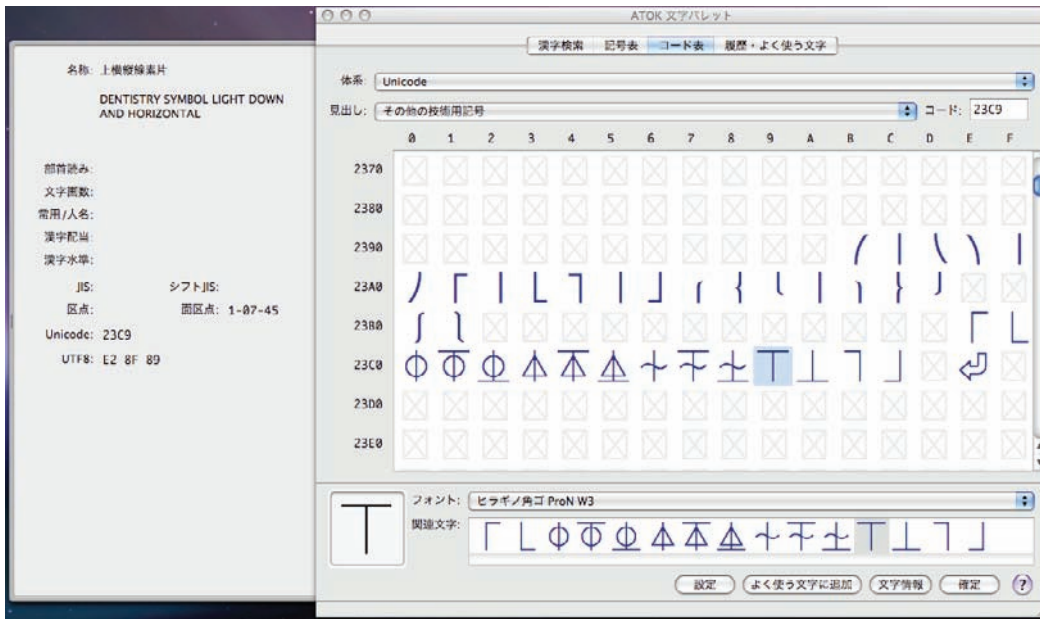 ATOK 文字パレット
漢字検索 記号表 コード表 履歴・よく使う文字
名称: 上横縦線素片
DENTISTRY SYMBOL LIGHT DOWN
AND HORIZONTAL
部首読み:
文字画数:
常用/人名:
漢字配当:
漢字水準:
JIS: シフトJIS:
区点: 面区点: 1-07-45
Unicode: 23C9
UTF8: E2 8F 89
体系: Unicode
見出し: その他の技術用記号 コード: 23C9
0 1 2 3 4 5 6 7 8 9 A B C D E F
2370
2380
2390 ⎛ ⎜ ⎝ ⎞ ⎟
23A0 ⎠ ⎡ ⎢ ⎣ ⎤ ⎥ ⎦ ⎧ ⎨ ⎩ ⎪ ⎫ ⎬ ⎭
23B0 ⎰ ⎱ ⎾ ⎿
23C0 ⏀ ⏁ ⏂ ⏃ ⏄ ⏅ ⏆ ⏇ ⏈ ⏉ ⏊ ⏋ ⏌ ⏎
23D0
23E0
⏉
フォント: ヒラギノ角ゴ ProN W3
関連文字: ⎾ ⎿ ⏀ ⏁ ⏂ ⏃ ⏄ ⏅ ⏆ ⏇ ⏈ ⏉ ⏊ ⏋ ⏌
設定 よく使う文字に追加 文字情報 確定 ?